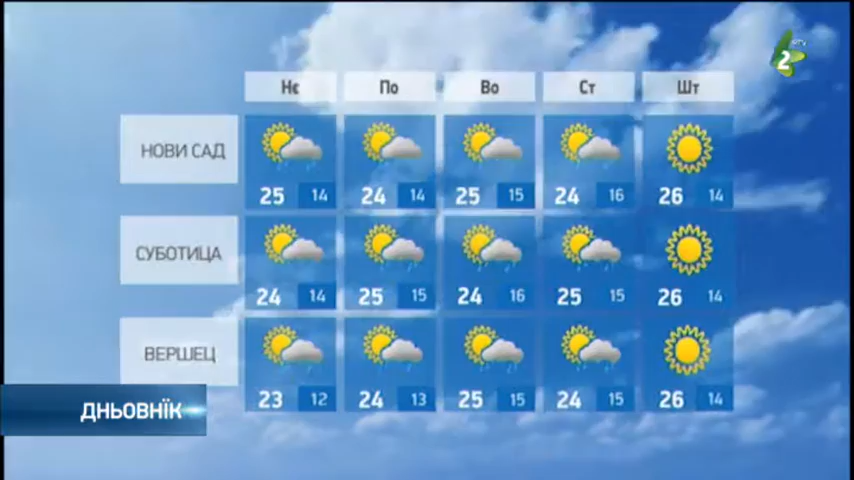 2
Нє По Во Ст Шт
НОВИ САД
25 14 24 14 25 15 24 16 26 14
СУБОТИЦА
24 14 25 15 24 16 25 15 26 14
ВЕРШЕЦ
23 12 24 13 25 15 24 15 26 14
ДНЬОВНЇК